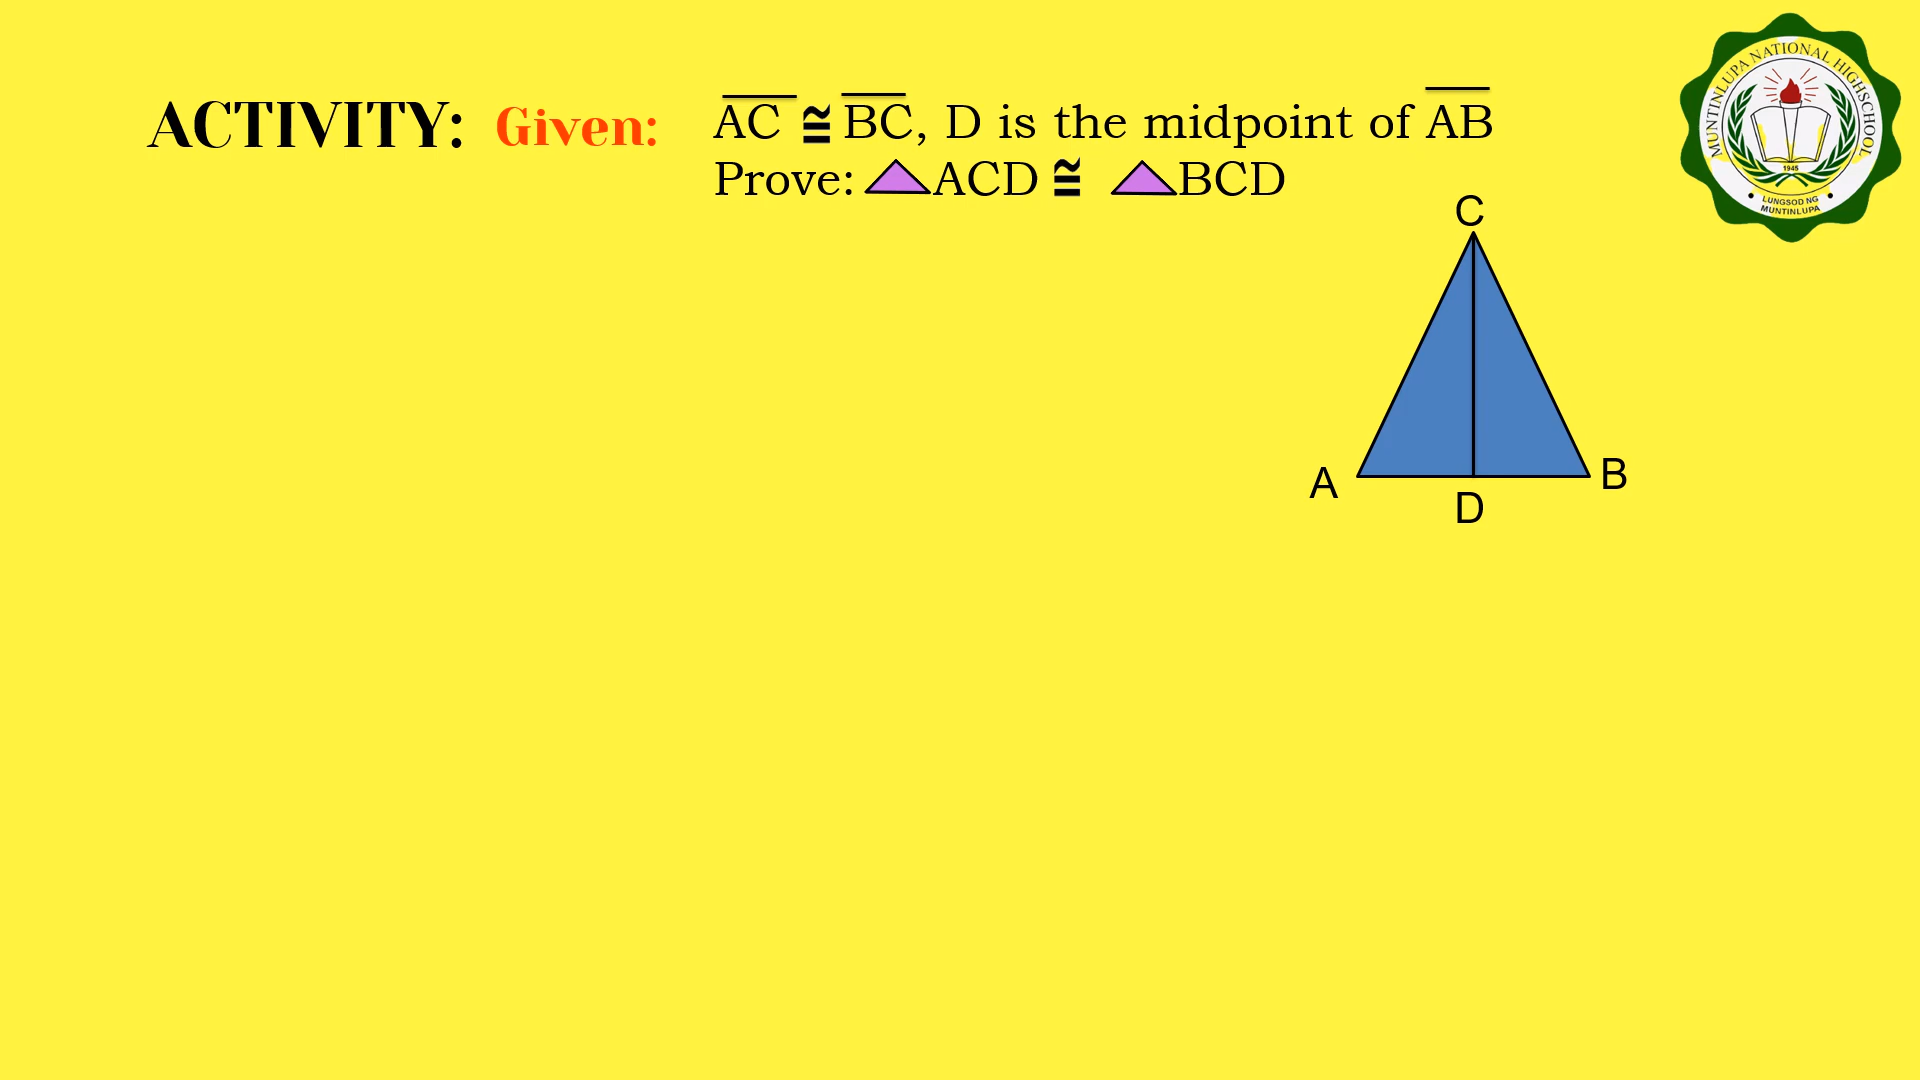 ACTIVITY: Given: AC ≅ BC, D is the midpoint of AB
Prove: △ACD ≅ △BCD
C
A
B
D
MUNTINLUPA NATIONAL HIGHSCHOOL
1945
LUNGSOD NG
MUNTINLUPA